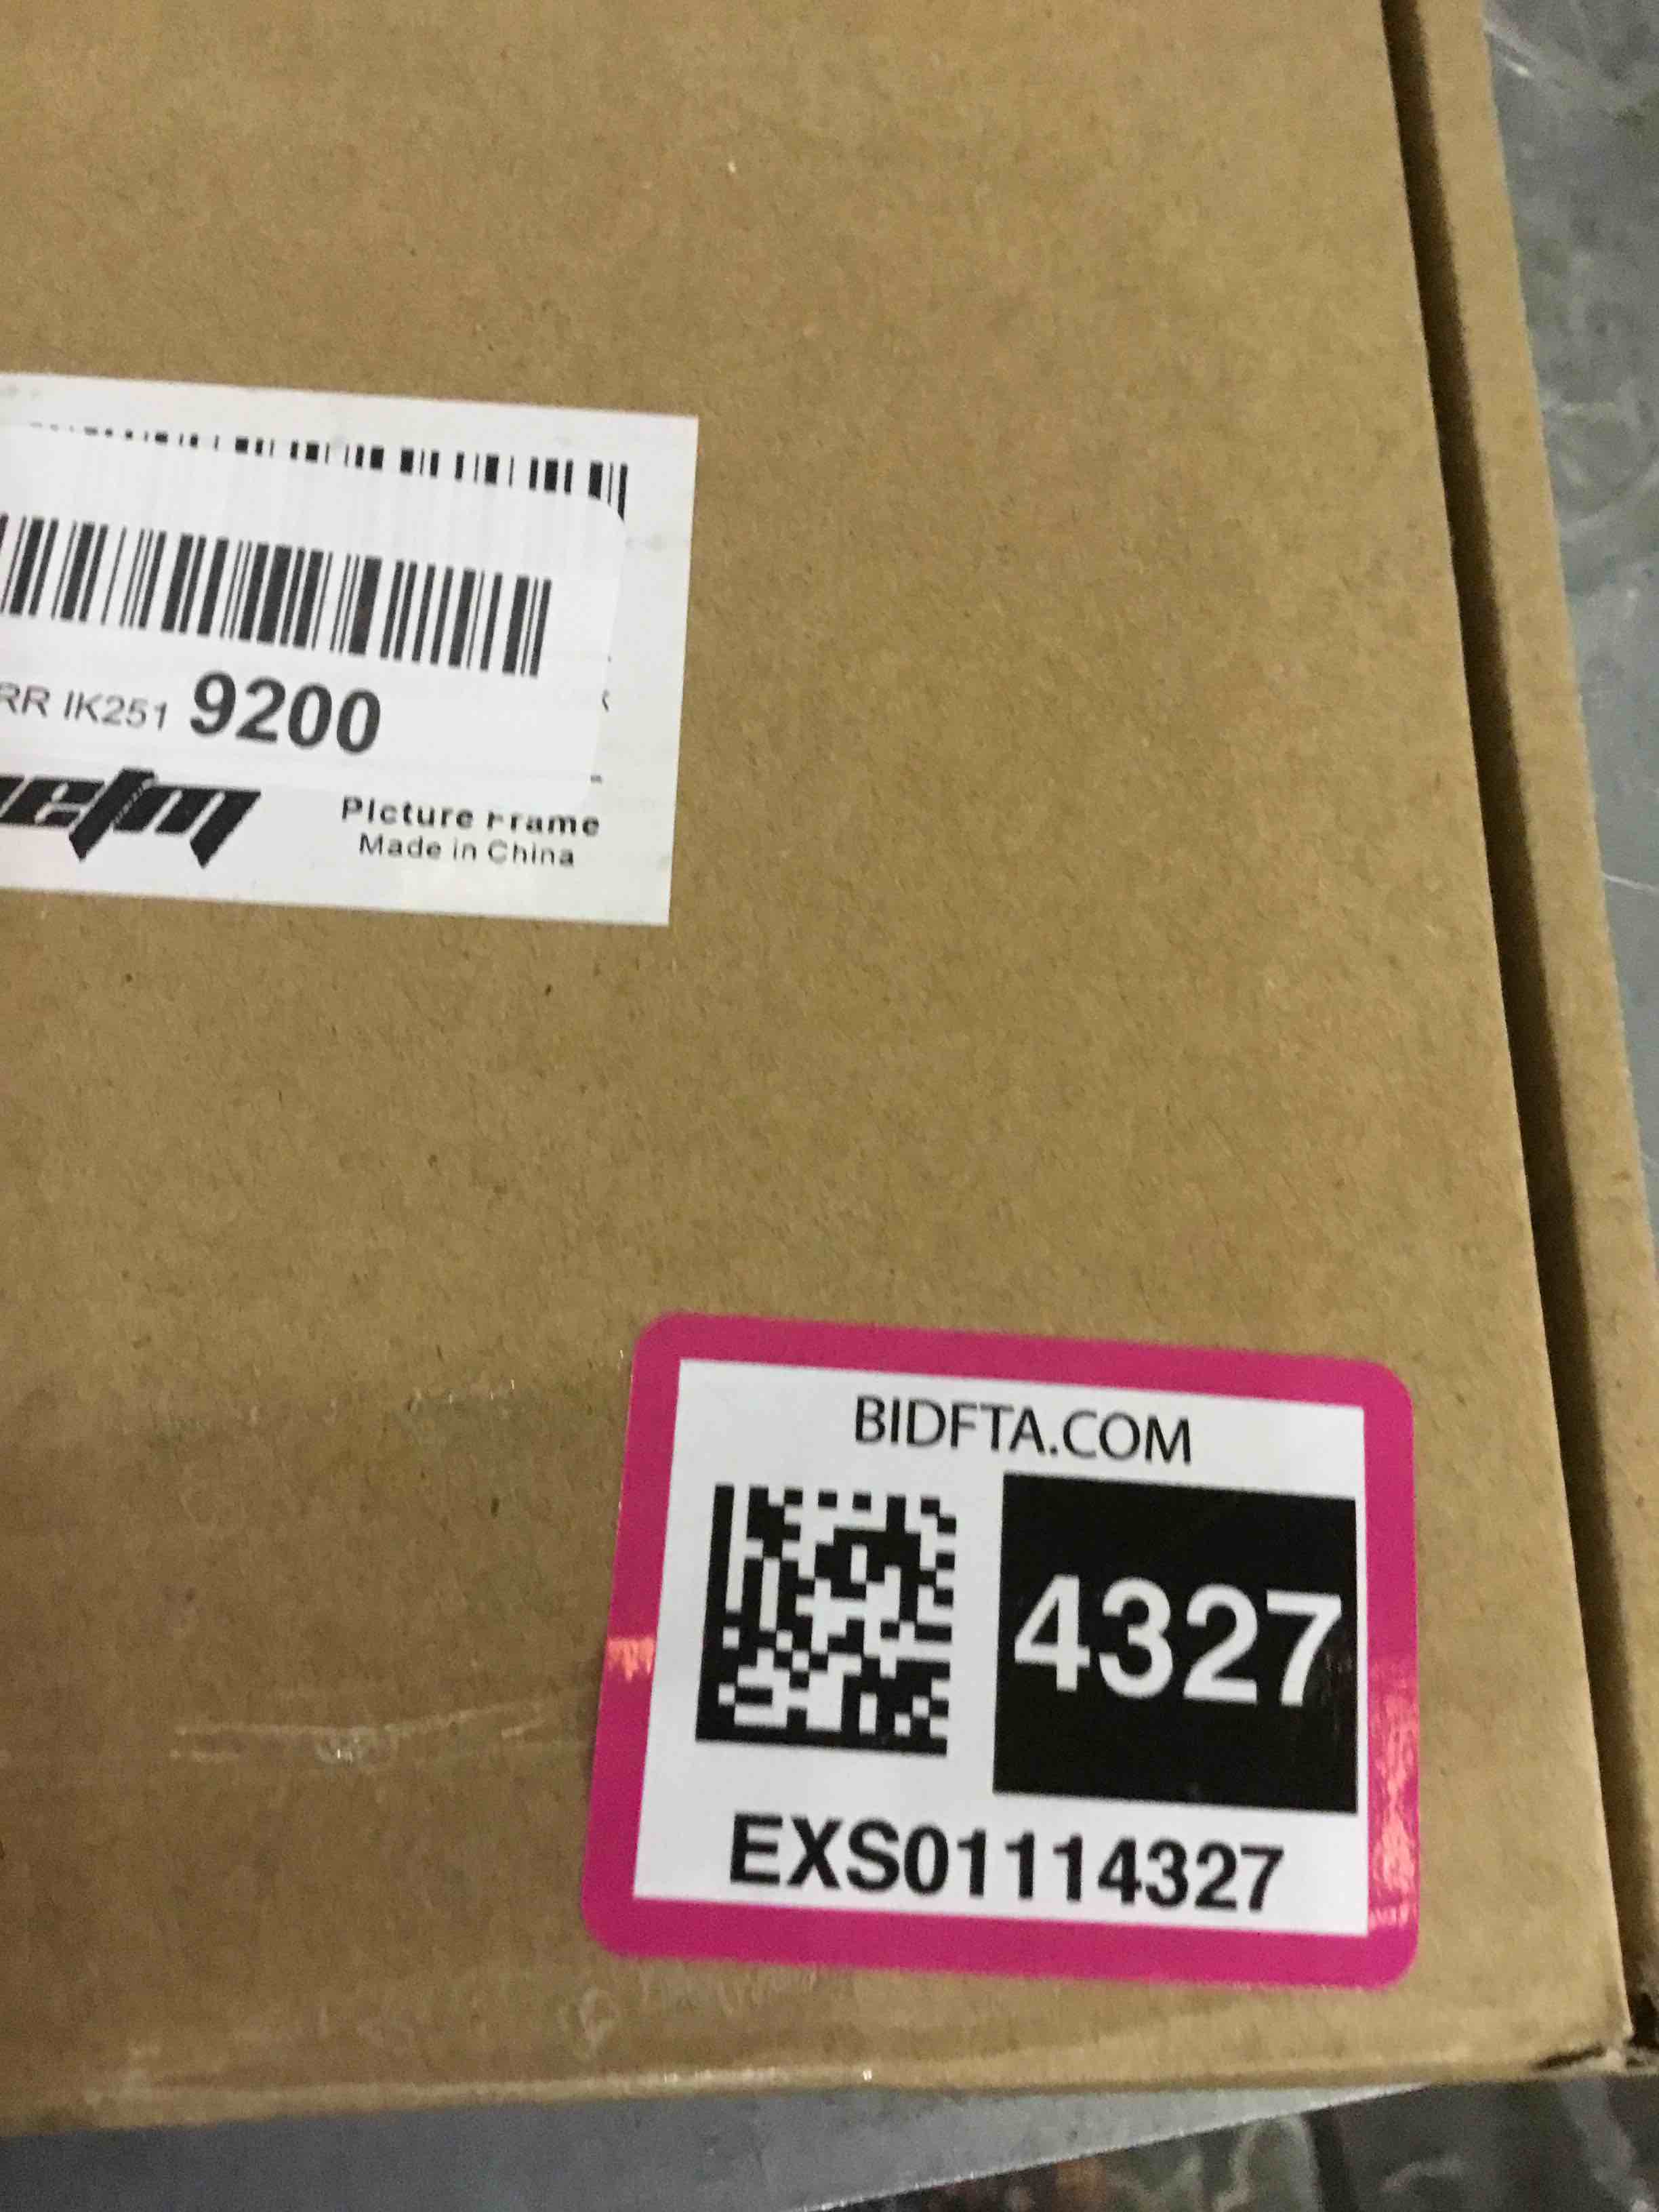 RR IK251 9200
Picture Frame
Made in China
BIDFTA.COM
4327
EXS01114327